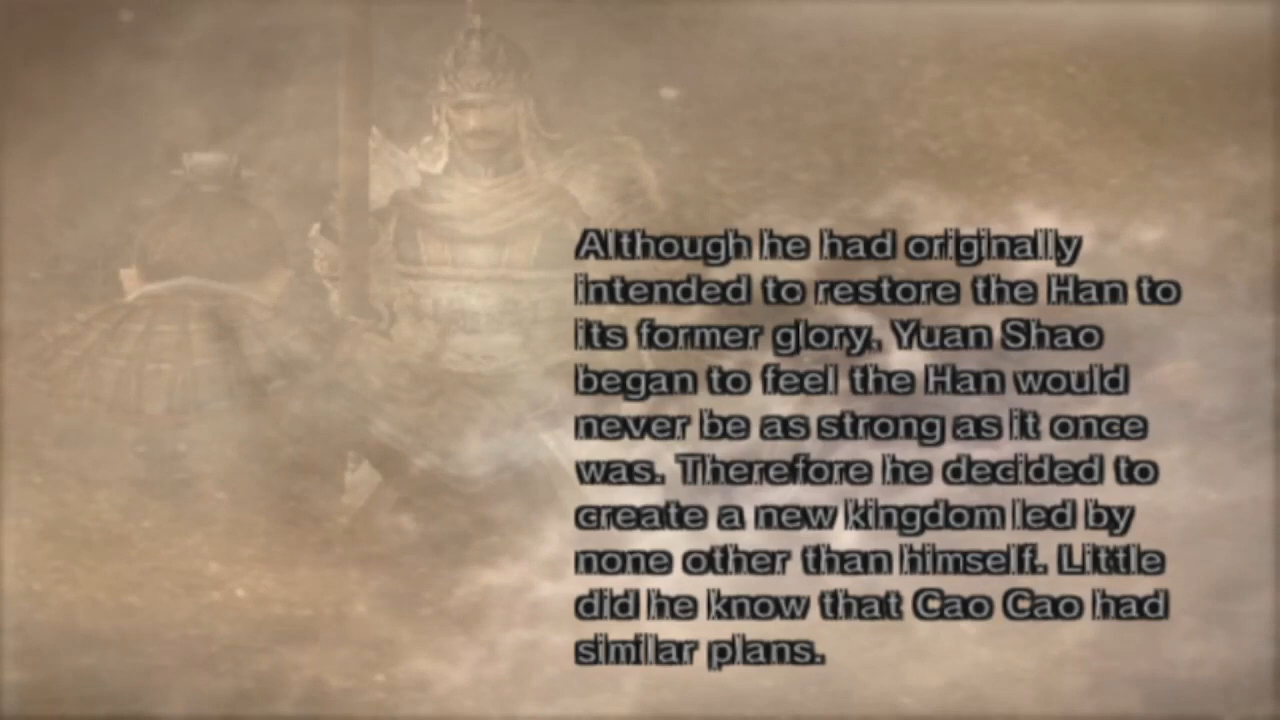 Although he had originally
intended to restore the Han to
its former glory, Yuan Shao
began to feel the Han would
never be as strong as it once
was. Therefore he decided to
create a new kingdom led by
none other than himself. Little
did he know that Cao Cao had
similar plans.